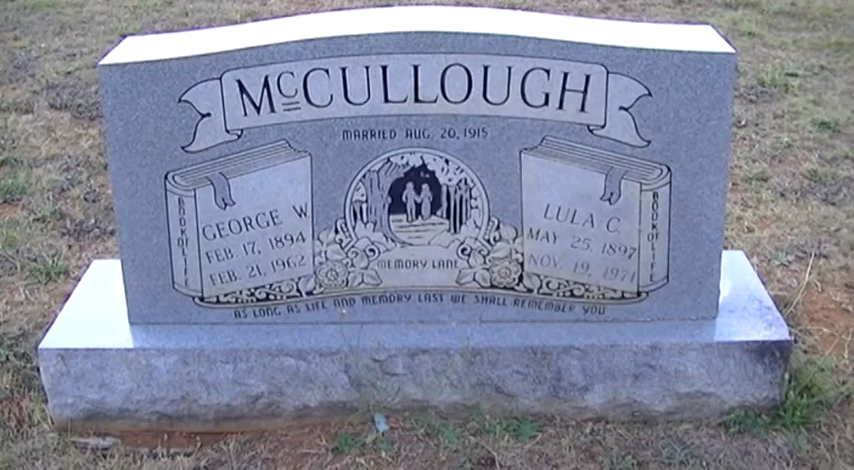 McCULLOUGH
MARRIED AUG. 20, 1915
BOOK OF LIFE
GEORGE W.
FEB. 17, 1894
FEB. 21, 1962
MEMORY LANE
LULA C.
MAY 25, 1897
NOV. 19, 1971
BOOK OF LIFE
AS LONG AS LIFE AND MEMORY LAST WE SHALL REMEMBER YOU